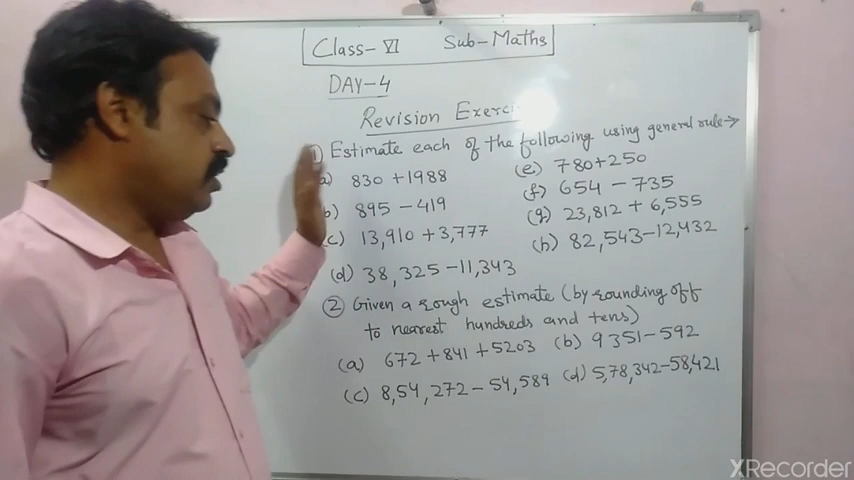 Class-VI Sub-Maths
DAY-4
Revision
1) Estimate each of the following using general rule→
a) 830 + 1988
(e) 780+250
b) 895 - 419
(f) 654 - 735
(c) 13,910 + 3,777
(g) 23,812 + 6,555
(d) 38,325 - 11,343
(h) 82,543-12,432
② Given a rough estimate (by rounding off
to nearest hundreds and tens)
(a) 672 + 841 + 5203 (b) 9351 - 592
(c) 8,54,272 - 54,589 (d) 5,78,342-58,421
XRecorder